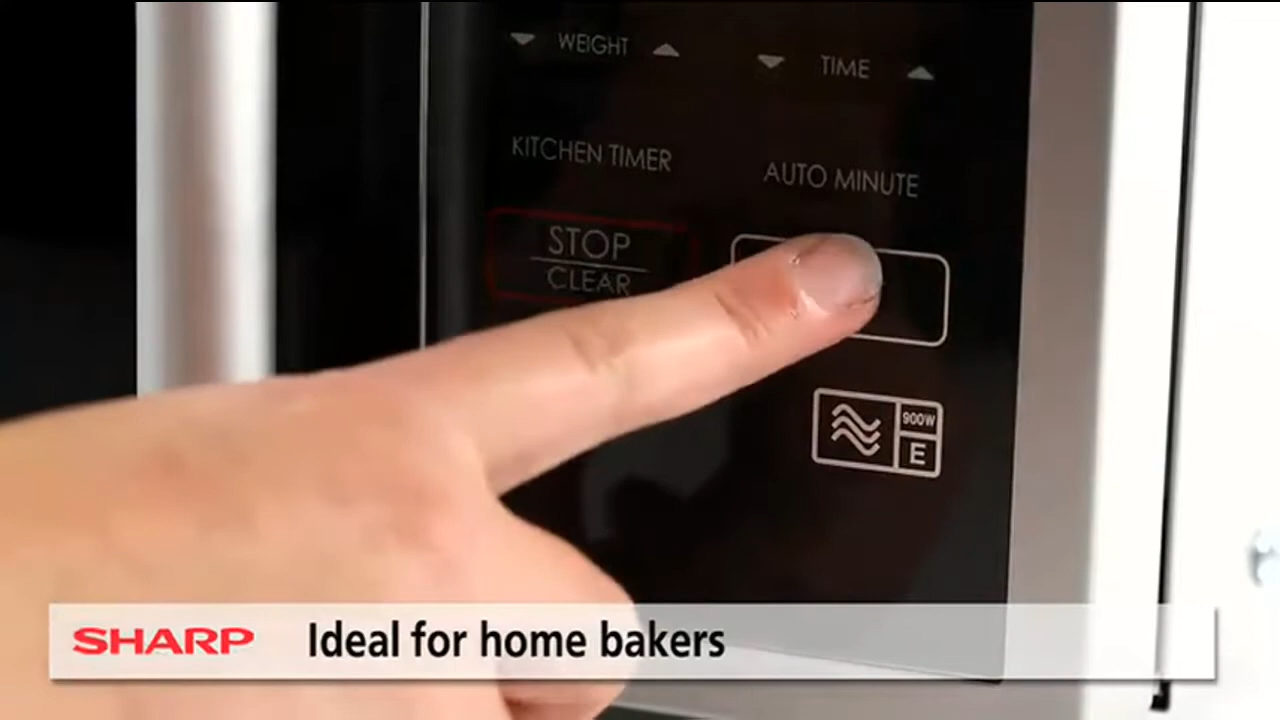 WEIGHT
TIME
KITCHEN TIMER
AUTO MINUTE
STOP
CLEAR
900W
E
SHARP Ideal for home bakers